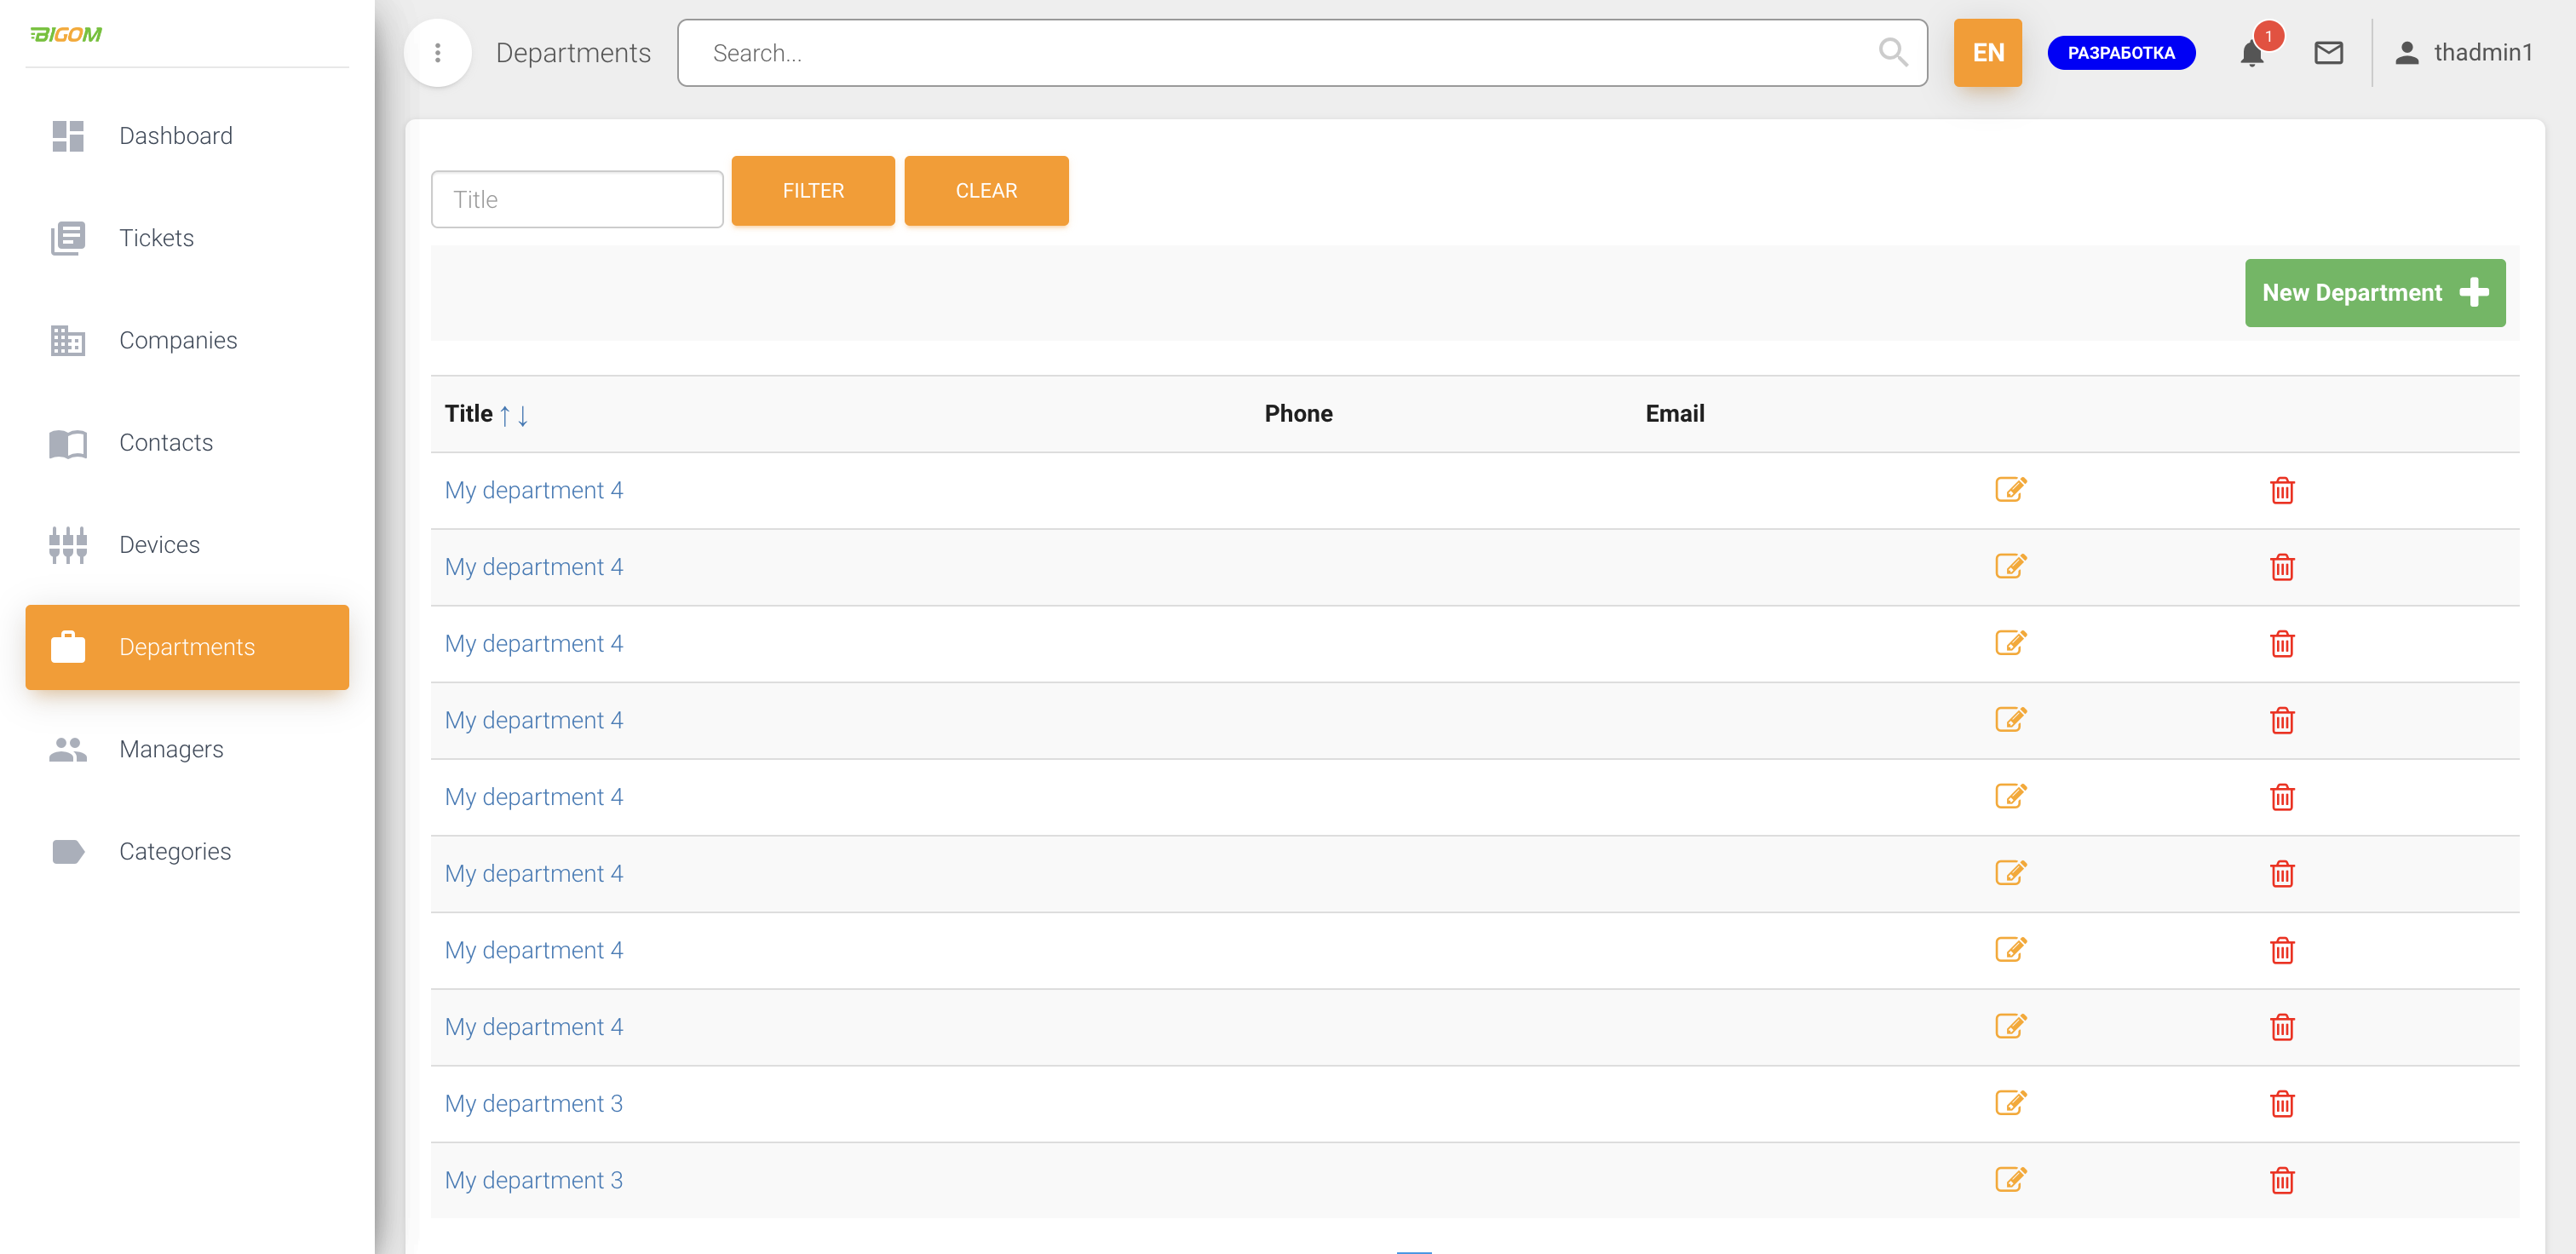 BIGOM
Departments
Search...
EN
РАЗРАБОТКА
1
thadmin1
Dashboard
Tickets
Companies
Contacts
Devices
Departments
Managers
Categories
Title
FILTER
CLEAR
New Department
Title ↑ ↓ Phone Email
My department 4
My department 4
My department 4
My department 4
My department 4
My department 4
My department 4
My department 4
My department 3
My department 3